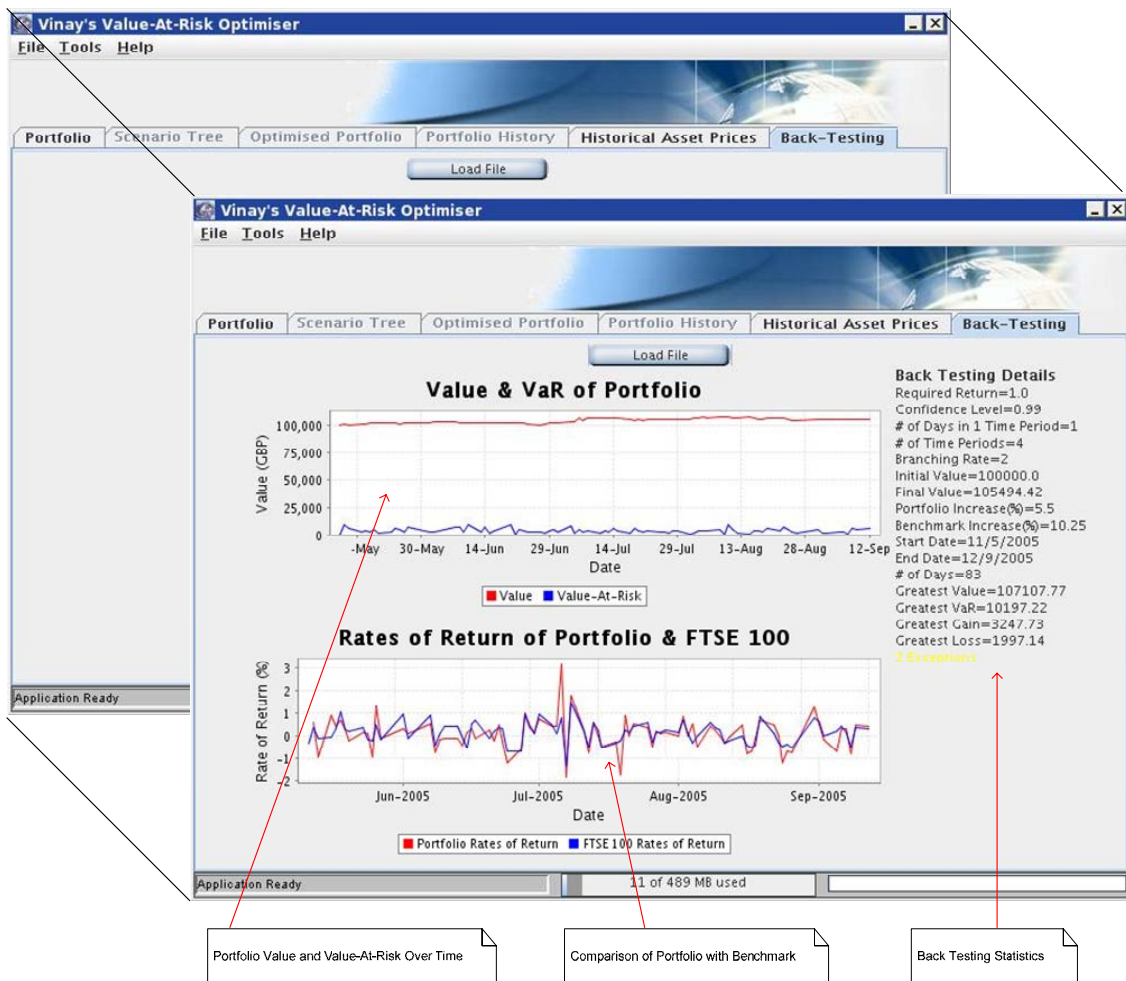 Vinay's Value-At-Risk Optimiser
File Tools Help
Portfolio Scenario Tree Optimised Portfolio Portfolio History Historical Asset Prices Back-Testing
Load File
Application Ready
Vinay's Value-At-Risk Optimiser
File Tools Help
Portfolio Scenario Tree Optimised Portfolio Portfolio History Historical Asset Prices Back-Testing
Load File
Value & VaR of Portfolio
Value (GBP)
100,000
75,000
50,000
25,000
0
-May 30-May 14-Jun 29-Jun 14-Jul 29-Jul 13-Aug 28-Aug 12-Sep
Date
Value Value-At-Risk
Rates of Return of Portfolio & FTSE 100
Rate of Return (%)
3
2
1
0
-1
-2
Jun-2005 Jul-2005 Aug-2005 Sep-2005
Date
Portfolio Rates of Return FTSE 100 Rates of Return
Back Testing Details
Required Return=1.0
Confidence Level=0.99
# of Days in 1 Time Period=1
# of Time Periods=4
Branching Rate=2
Initial Value=100000.0
Final Value=105494.42
Portfolio Increase(%)=5.5
Benchmark Increase(%)=10.25
Start Date=11/5/2005
End Date=12/9/2005
# of Days=83
Greatest Value=107107.77
Greatest VaR=10197.22
Greatest Gain=3247.73
Greatest Loss=1997.14
2 Exceptions
Application Ready
11 of 489 MB used
Portfolio Value and Value-At-Risk Over Time
Comparison of Portfolio with Benchmark
Back Testing Statistics